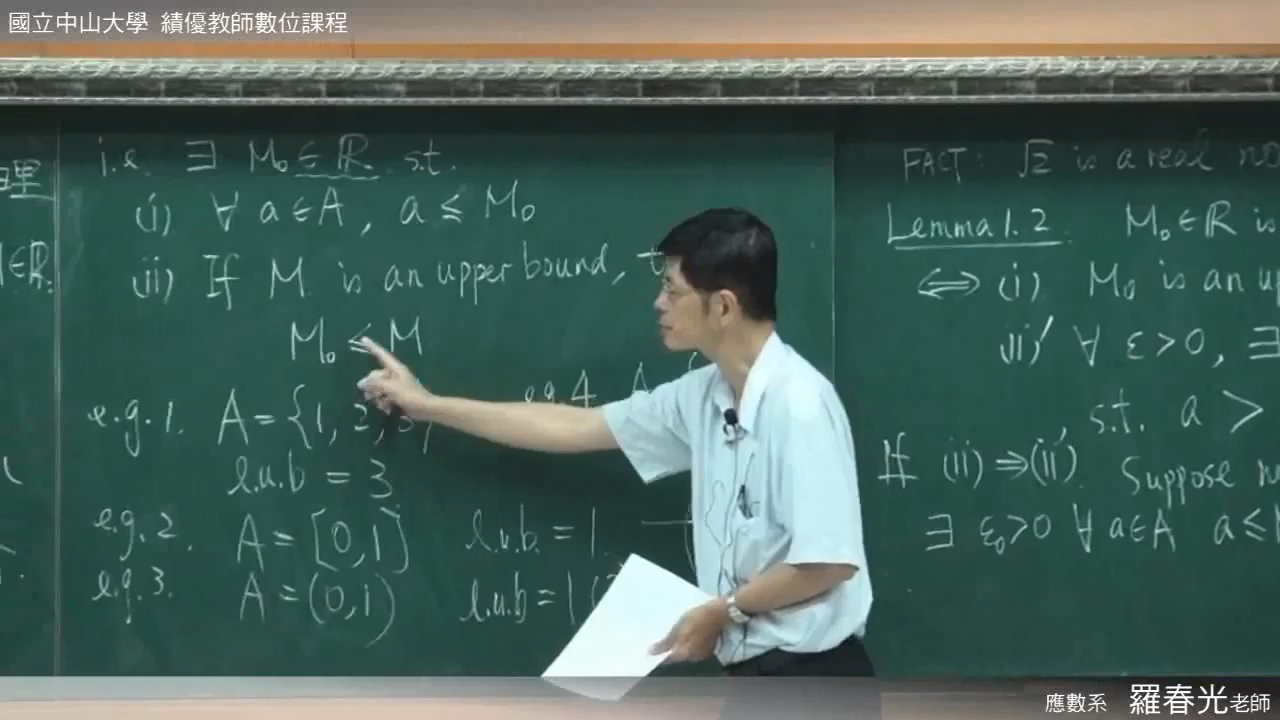 國立中山大學 績優教師數位課程
理
i.e. ∃ M₀ ∈ ℝ s.t.
(i) ∀ a ∈ A, a ≤ M₀
(ii) If M is an upper bound, t
M₀ ≤ M
e.g.1. A = {1, 2, 3
l.u.b = 3
e.g.2. A = [0,1] l.u.b. = 1.
e.g.3. A = (0,1) l.u.b = 1
e.g.4 A = {
FACT: √2 is a real no
Lemma 1.2. M₀ ∈ ℝ is
⟺ (i) M₀ is an up
(ii)′ ∀ ε > 0, ∃
s.t. a >
If (ii) ⇒ (ii)′. Suppose n
∃ ε₀ > 0 ∀ a ∈ A a ≤
應數系 羅春光老師